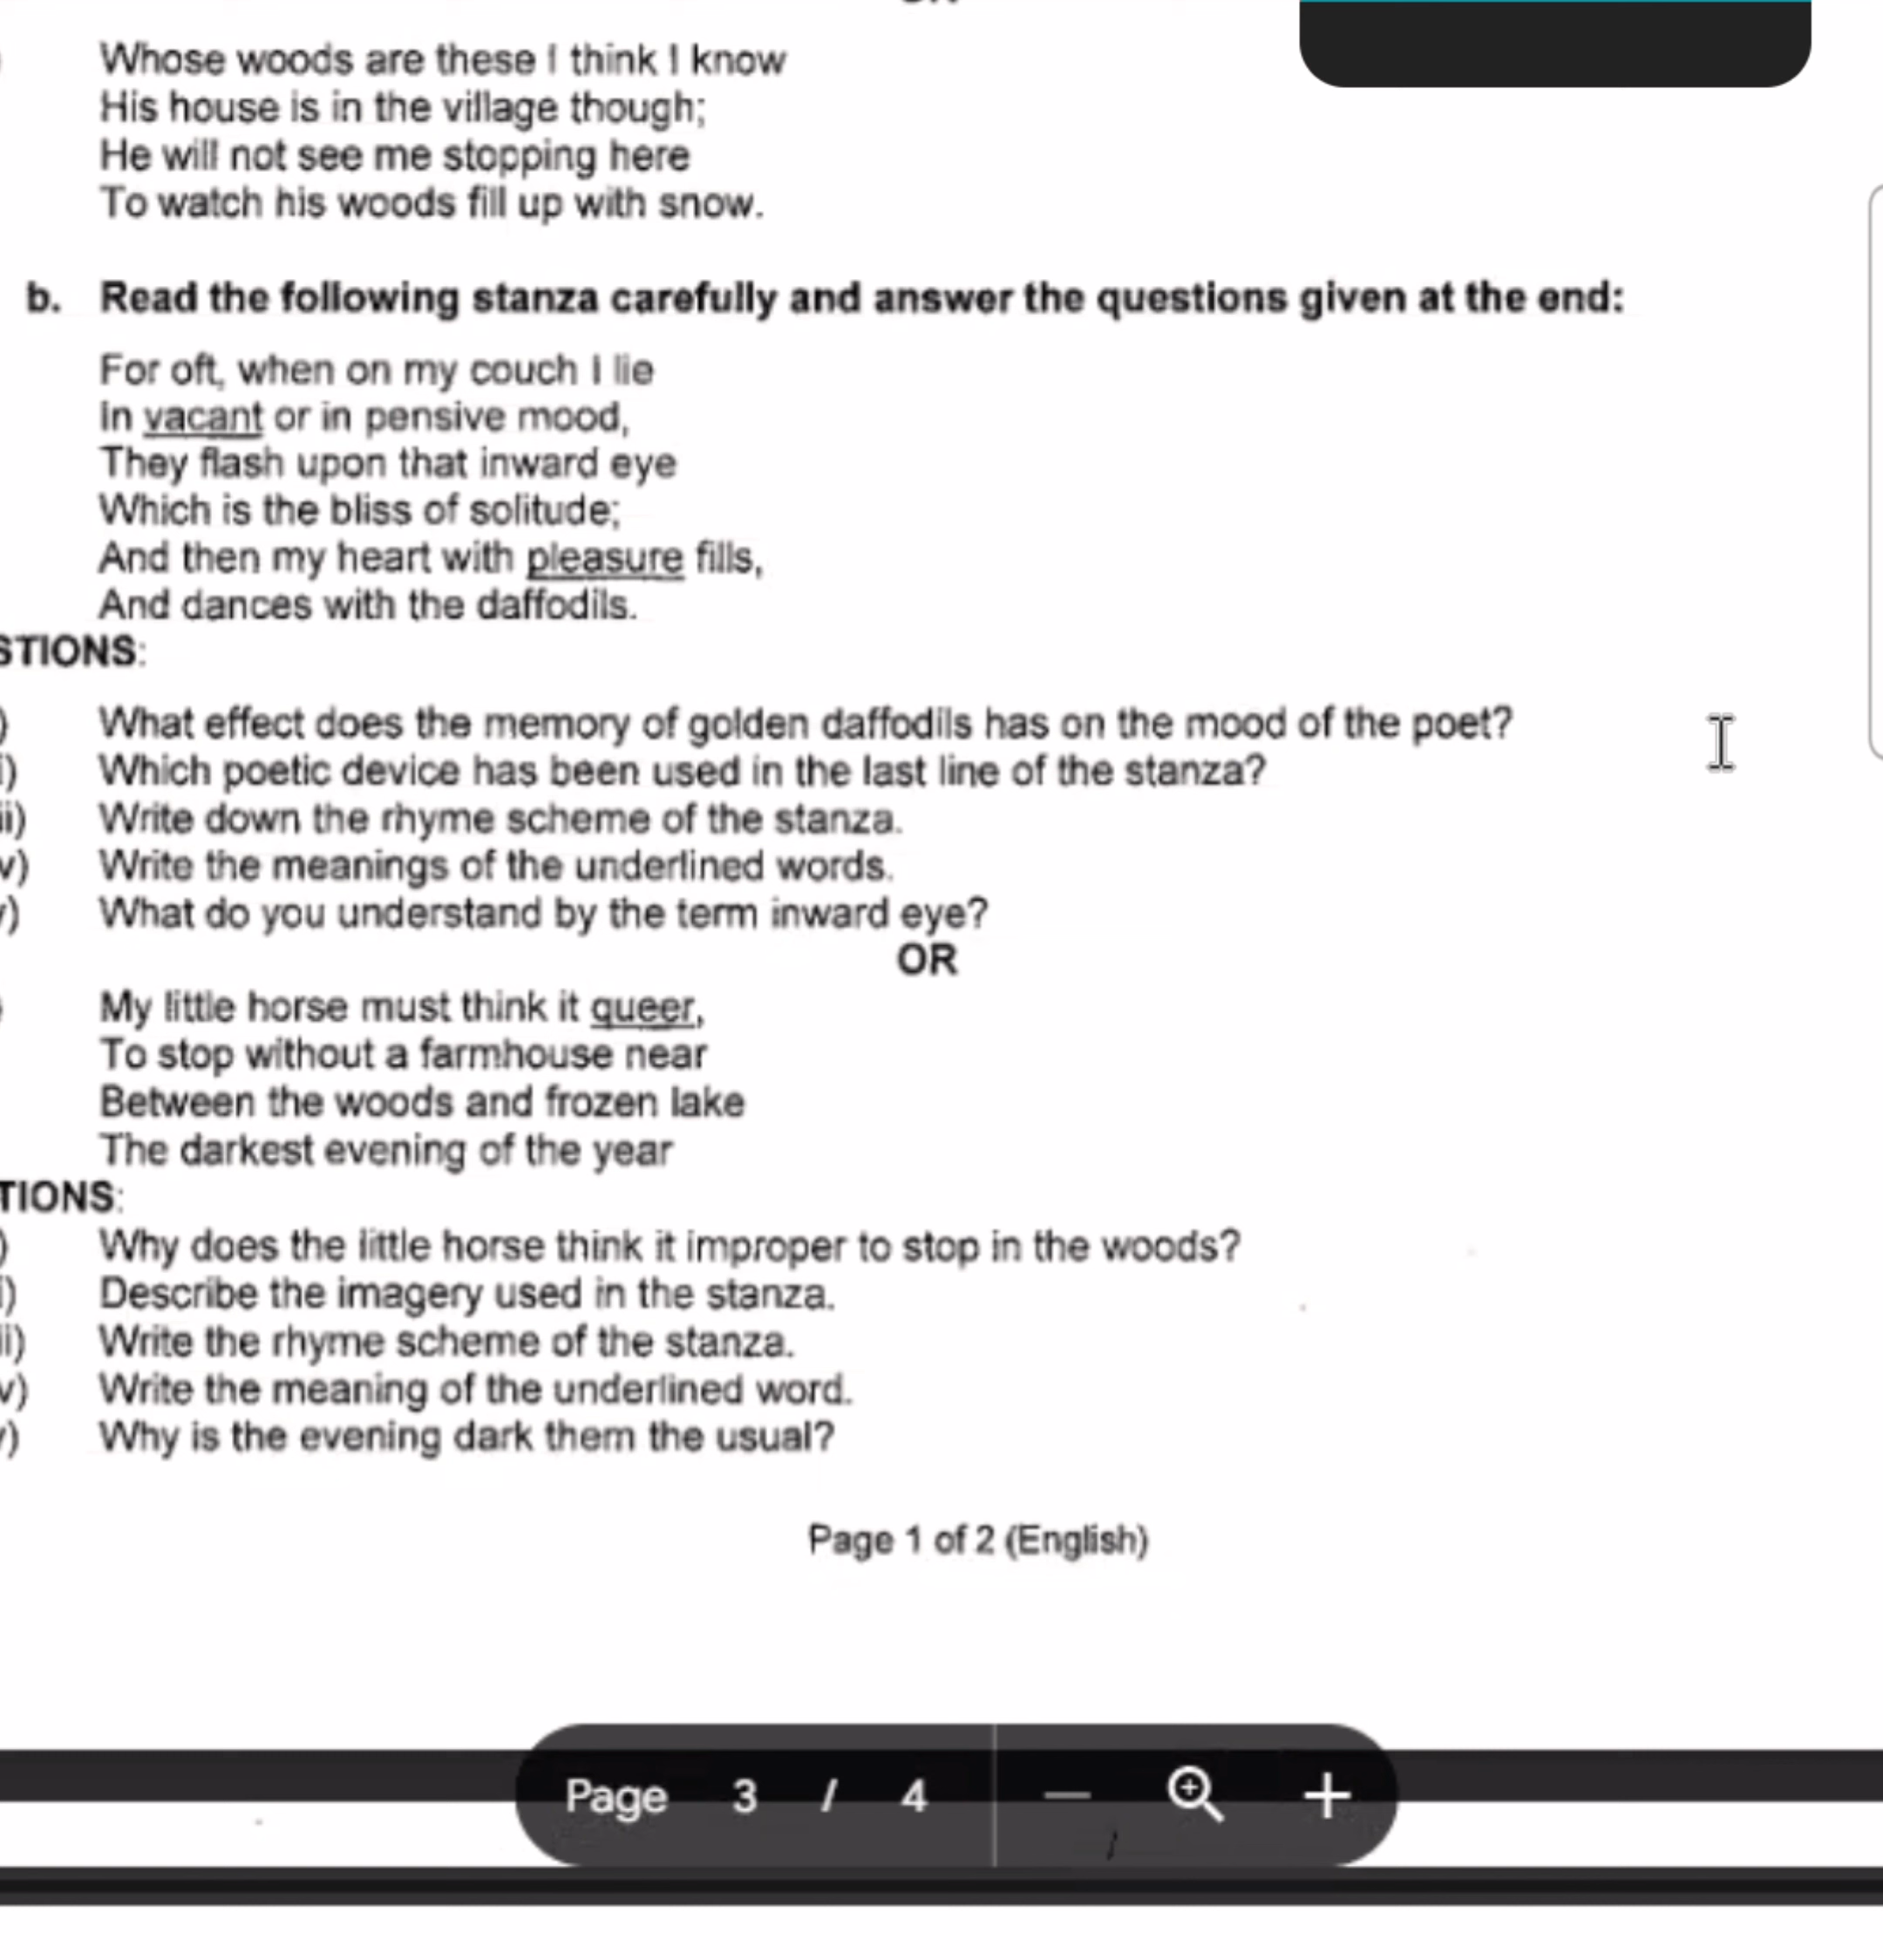 Whose woods are these I think I know
His house is in the village though;
He will not see me stopping here
To watch his woods fill up with snow.
b. Read the following stanza carefully and answer the questions given at the end:
For oft, when on my couch I lie
In vacant or in pensive mood,
They flash upon that inward eye
Which is the bliss of solitude;
And then my heart with pleasure fills,
And dances with the daffodils.
STIONS:
) What effect does the memory of golden daffodils has on the mood of the poet?
i) Which poetic device has been used in the last line of the stanza?
ii) Write down the rhyme scheme of the stanza.
v) Write the meanings of the underlined words.
) What do you understand by the term inward eye?
OR
My little horse must think it queer,
To stop without a farmhouse near
Between the woods and frozen lake
The darkest evening of the year
TIONS:
) Why does the little horse think it improper to stop in the woods?
i) Describe the imagery used in the stanza.
ii) Write the rhyme scheme of the stanza.
v) Write the meaning of the underlined word.
) Why is the evening dark them the usual?
Page 1 of 2 (English)
Page 3 / 4